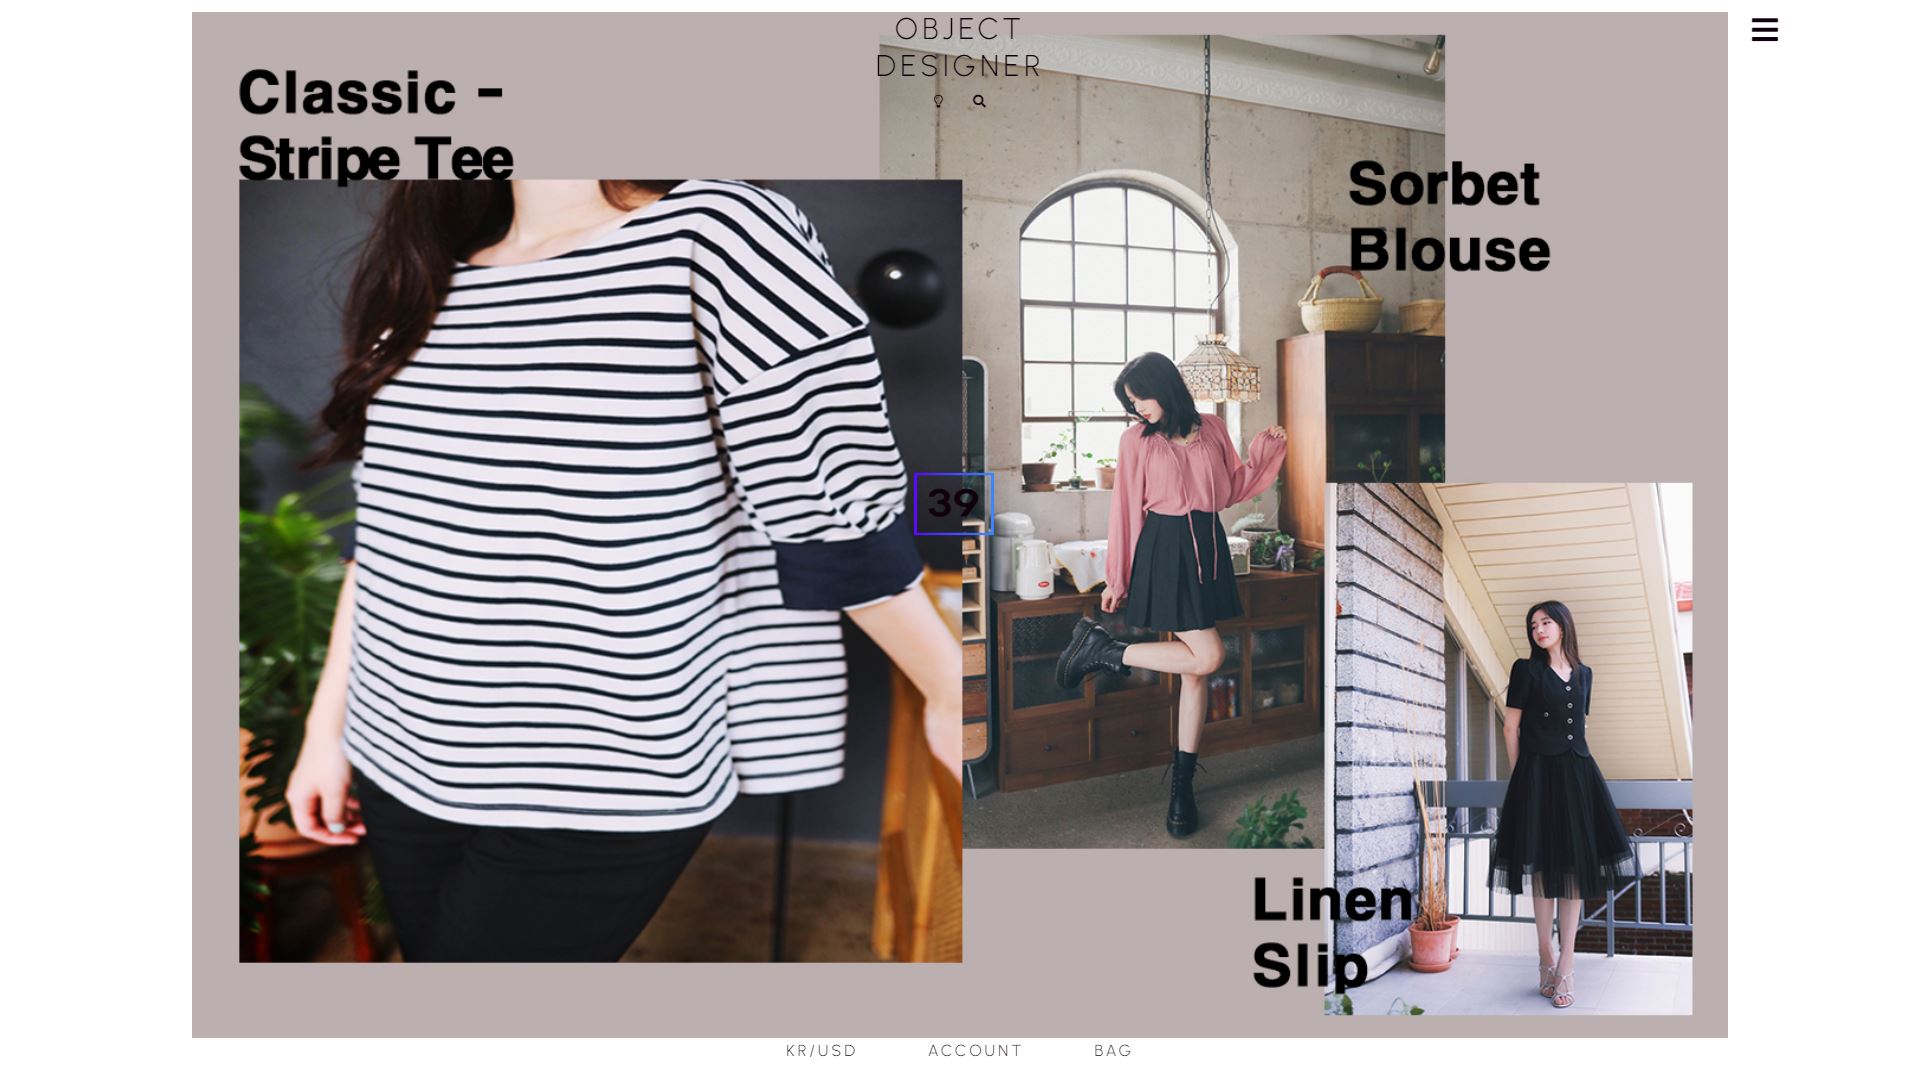 OBJECT
DESIGNER
Classic -
Stripe Tee
Sorbet
Blouse
39
Linen
Slip
KR/USD
ACCOUNT
BAG